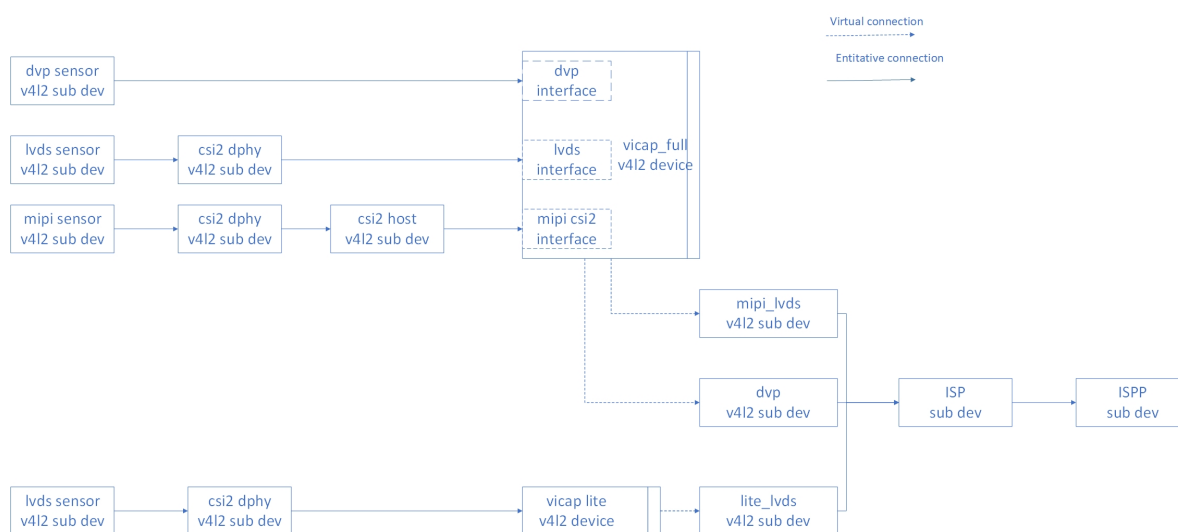 Virtual connection
Entitative connection
dvp sensor
v4l2 sub dev
dvp
interface
lvds sensor
v4l2 sub dev
csi2 dphy
v4l2 sub dev
lvds
interface
vicap_full
v4l2 device
mipi sensor
v4l2 sub dev
csi2 dphy
v4l2 sub dev
csi2 host
v4l2 sub dev
mipi csi2
interface
mipi_lvds
v4l2 sub dev
dvp
v4l2 sub dev
ISP
sub dev
ISPP
sub dev
lvds sensor
v4l2 sub dev
csi2 dphy
v4l2 sub dev
vicap lite
v4l2 device
lite_lvds
v4l2 sub dev